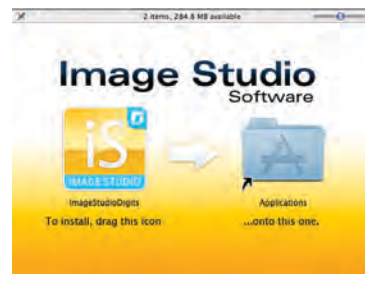 2 items, 284.8 MB available
Image Studio
Software
iS
IMAGE STUDIO
ImageStudioDigits
Applications
To install, drag this icon
...onto this one.